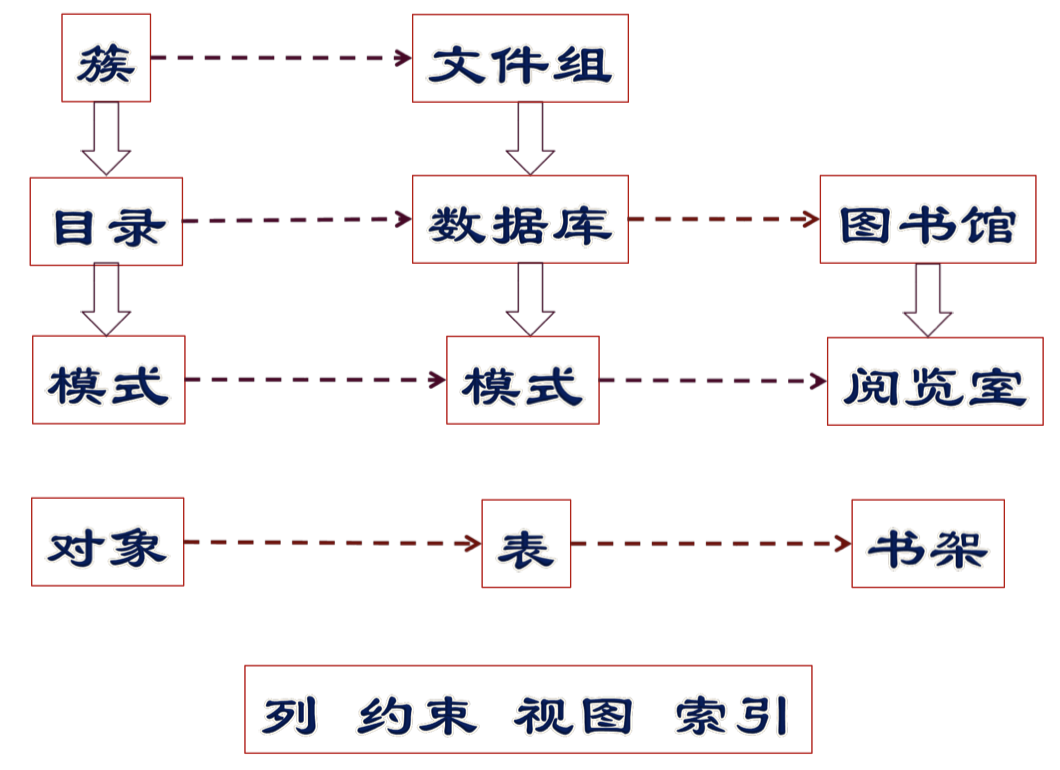 簇 文件组
目录 数据库 图书馆
模式 模式 阅览室
对象 表 书架
列 约束 视图 索引